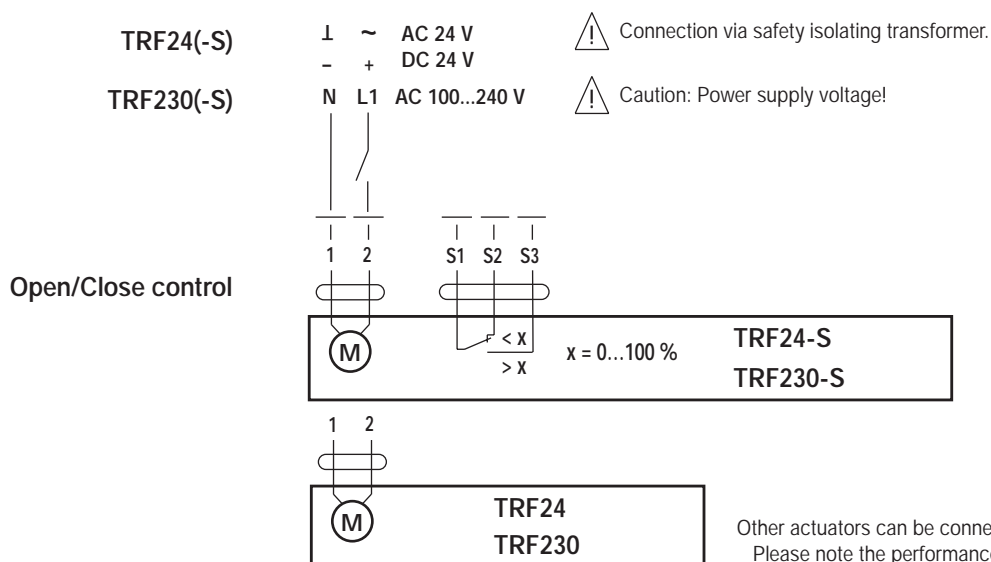 TRF24(-S) ⊥ ~ AC 24 V Connection via safety isolating transformer.
– + DC 24 V
TRF230(-S) N L1 AC 100...240 V Caution: Power supply voltage!
1 2 S1 S2 S3
Open/Close control
M < x x = 0...100 % TRF24-S
> x TRF230-S
1 2
M TRF24
TRF230
Other actuators can be conne
Please note the performance